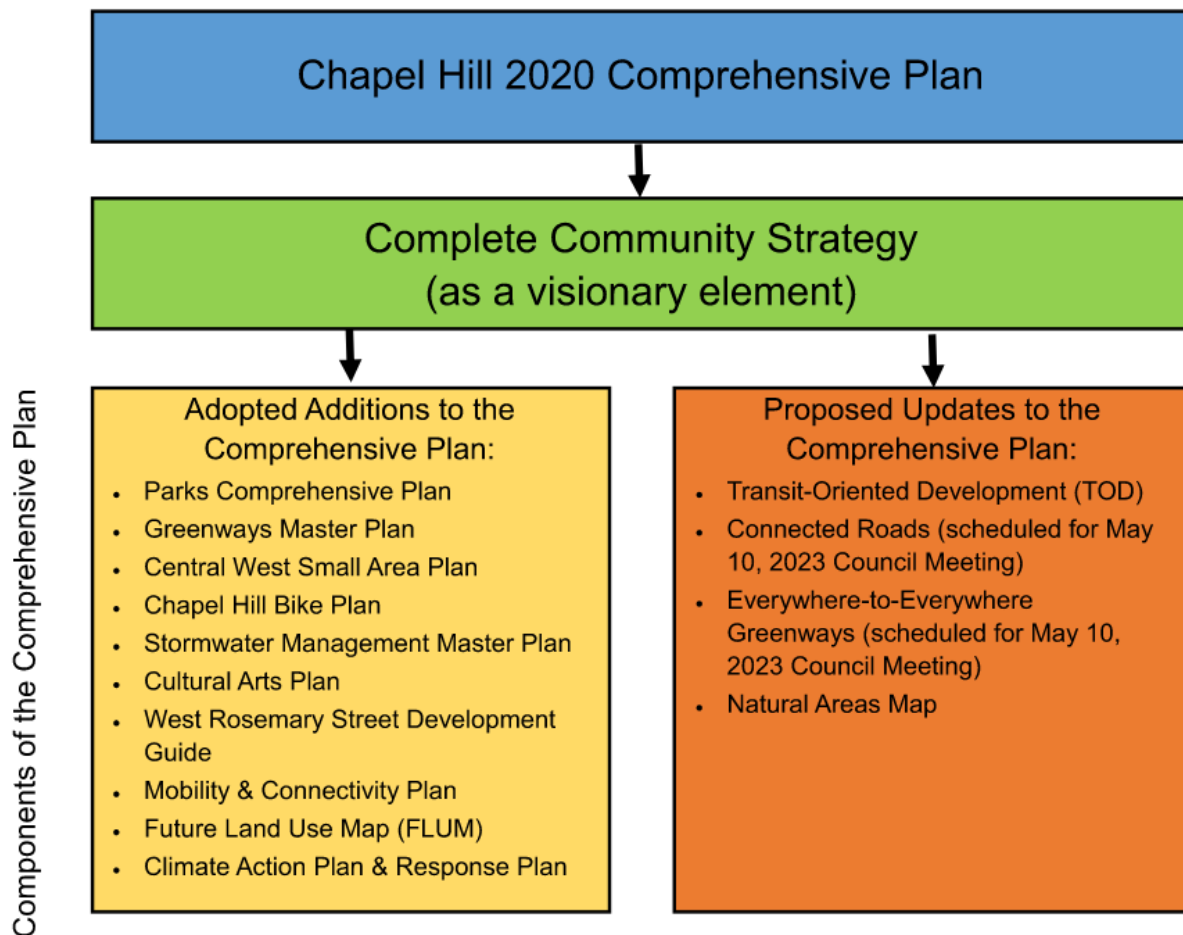 Chapel Hill 2020 Comprehensive Plan
Complete Community Strategy
(as a visionary element)
Components of the Comprehensive Plan
Adopted Additions to the
Comprehensive Plan:
• Parks Comprehensive Plan
• Greenways Master Plan
• Central West Small Area Plan
• Chapel Hill Bike Plan
• Stormwater Management Master Plan
• Cultural Arts Plan
• West Rosemary Street Development
Guide
• Mobility & Connectivity Plan
• Future Land Use Map (FLUM)
• Climate Action Plan & Response Plan
Proposed Updates to the
Comprehensive Plan:
• Transit-Oriented Development (TOD)
• Connected Roads (scheduled for May
10, 2023 Council Meeting)
• Everywhere-to-Everywhere
Greenways (scheduled for May 10,
2023 Council Meeting)
• Natural Areas Map